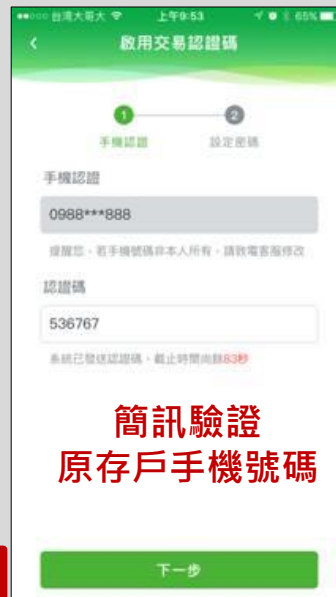 台灣大哥大 上午9:53 65%
啟用交易認證碼
1 2
手機認證 設定密碼
手機認證
0988***888
提醒您,若手機號碼非本人所有,請致電客服修改
認證碼
536767
系統已發送認證碼,截止時間尚餘83秒
簡訊驗證
原存戶手機號碼
下一步